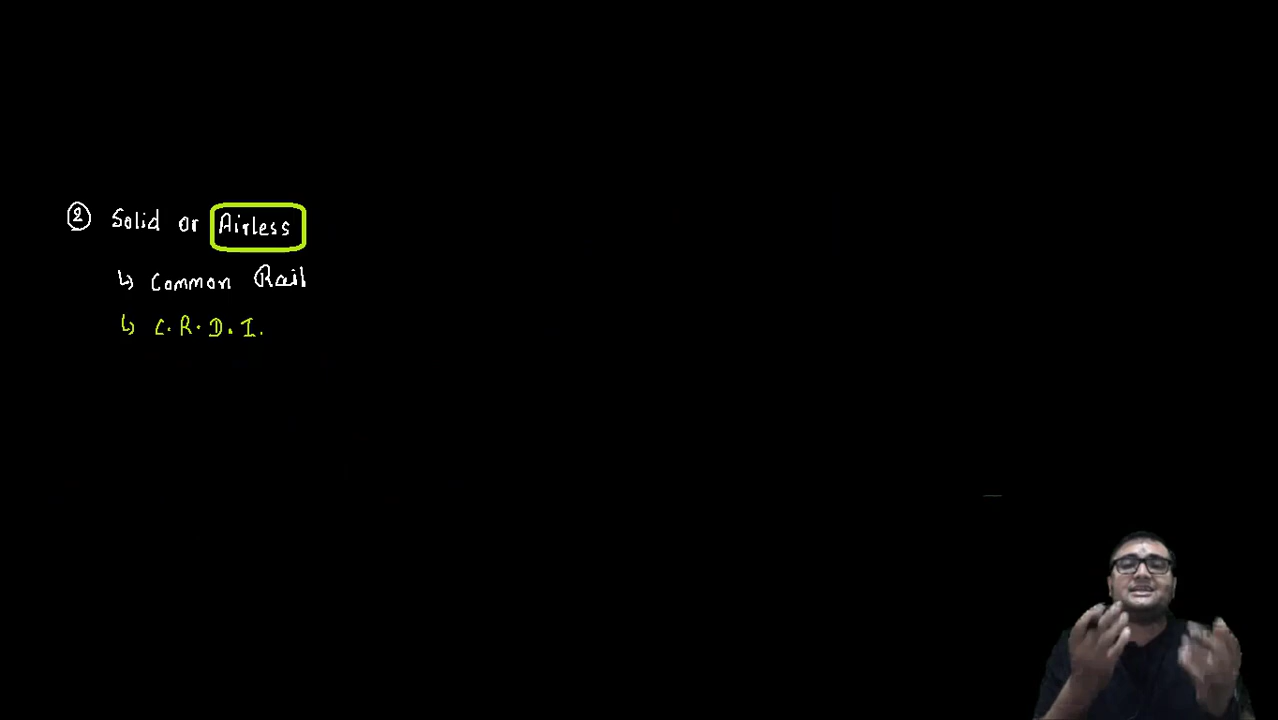 ② Solid or Airless
↳ Common Rail
↳ C.R.D.I.